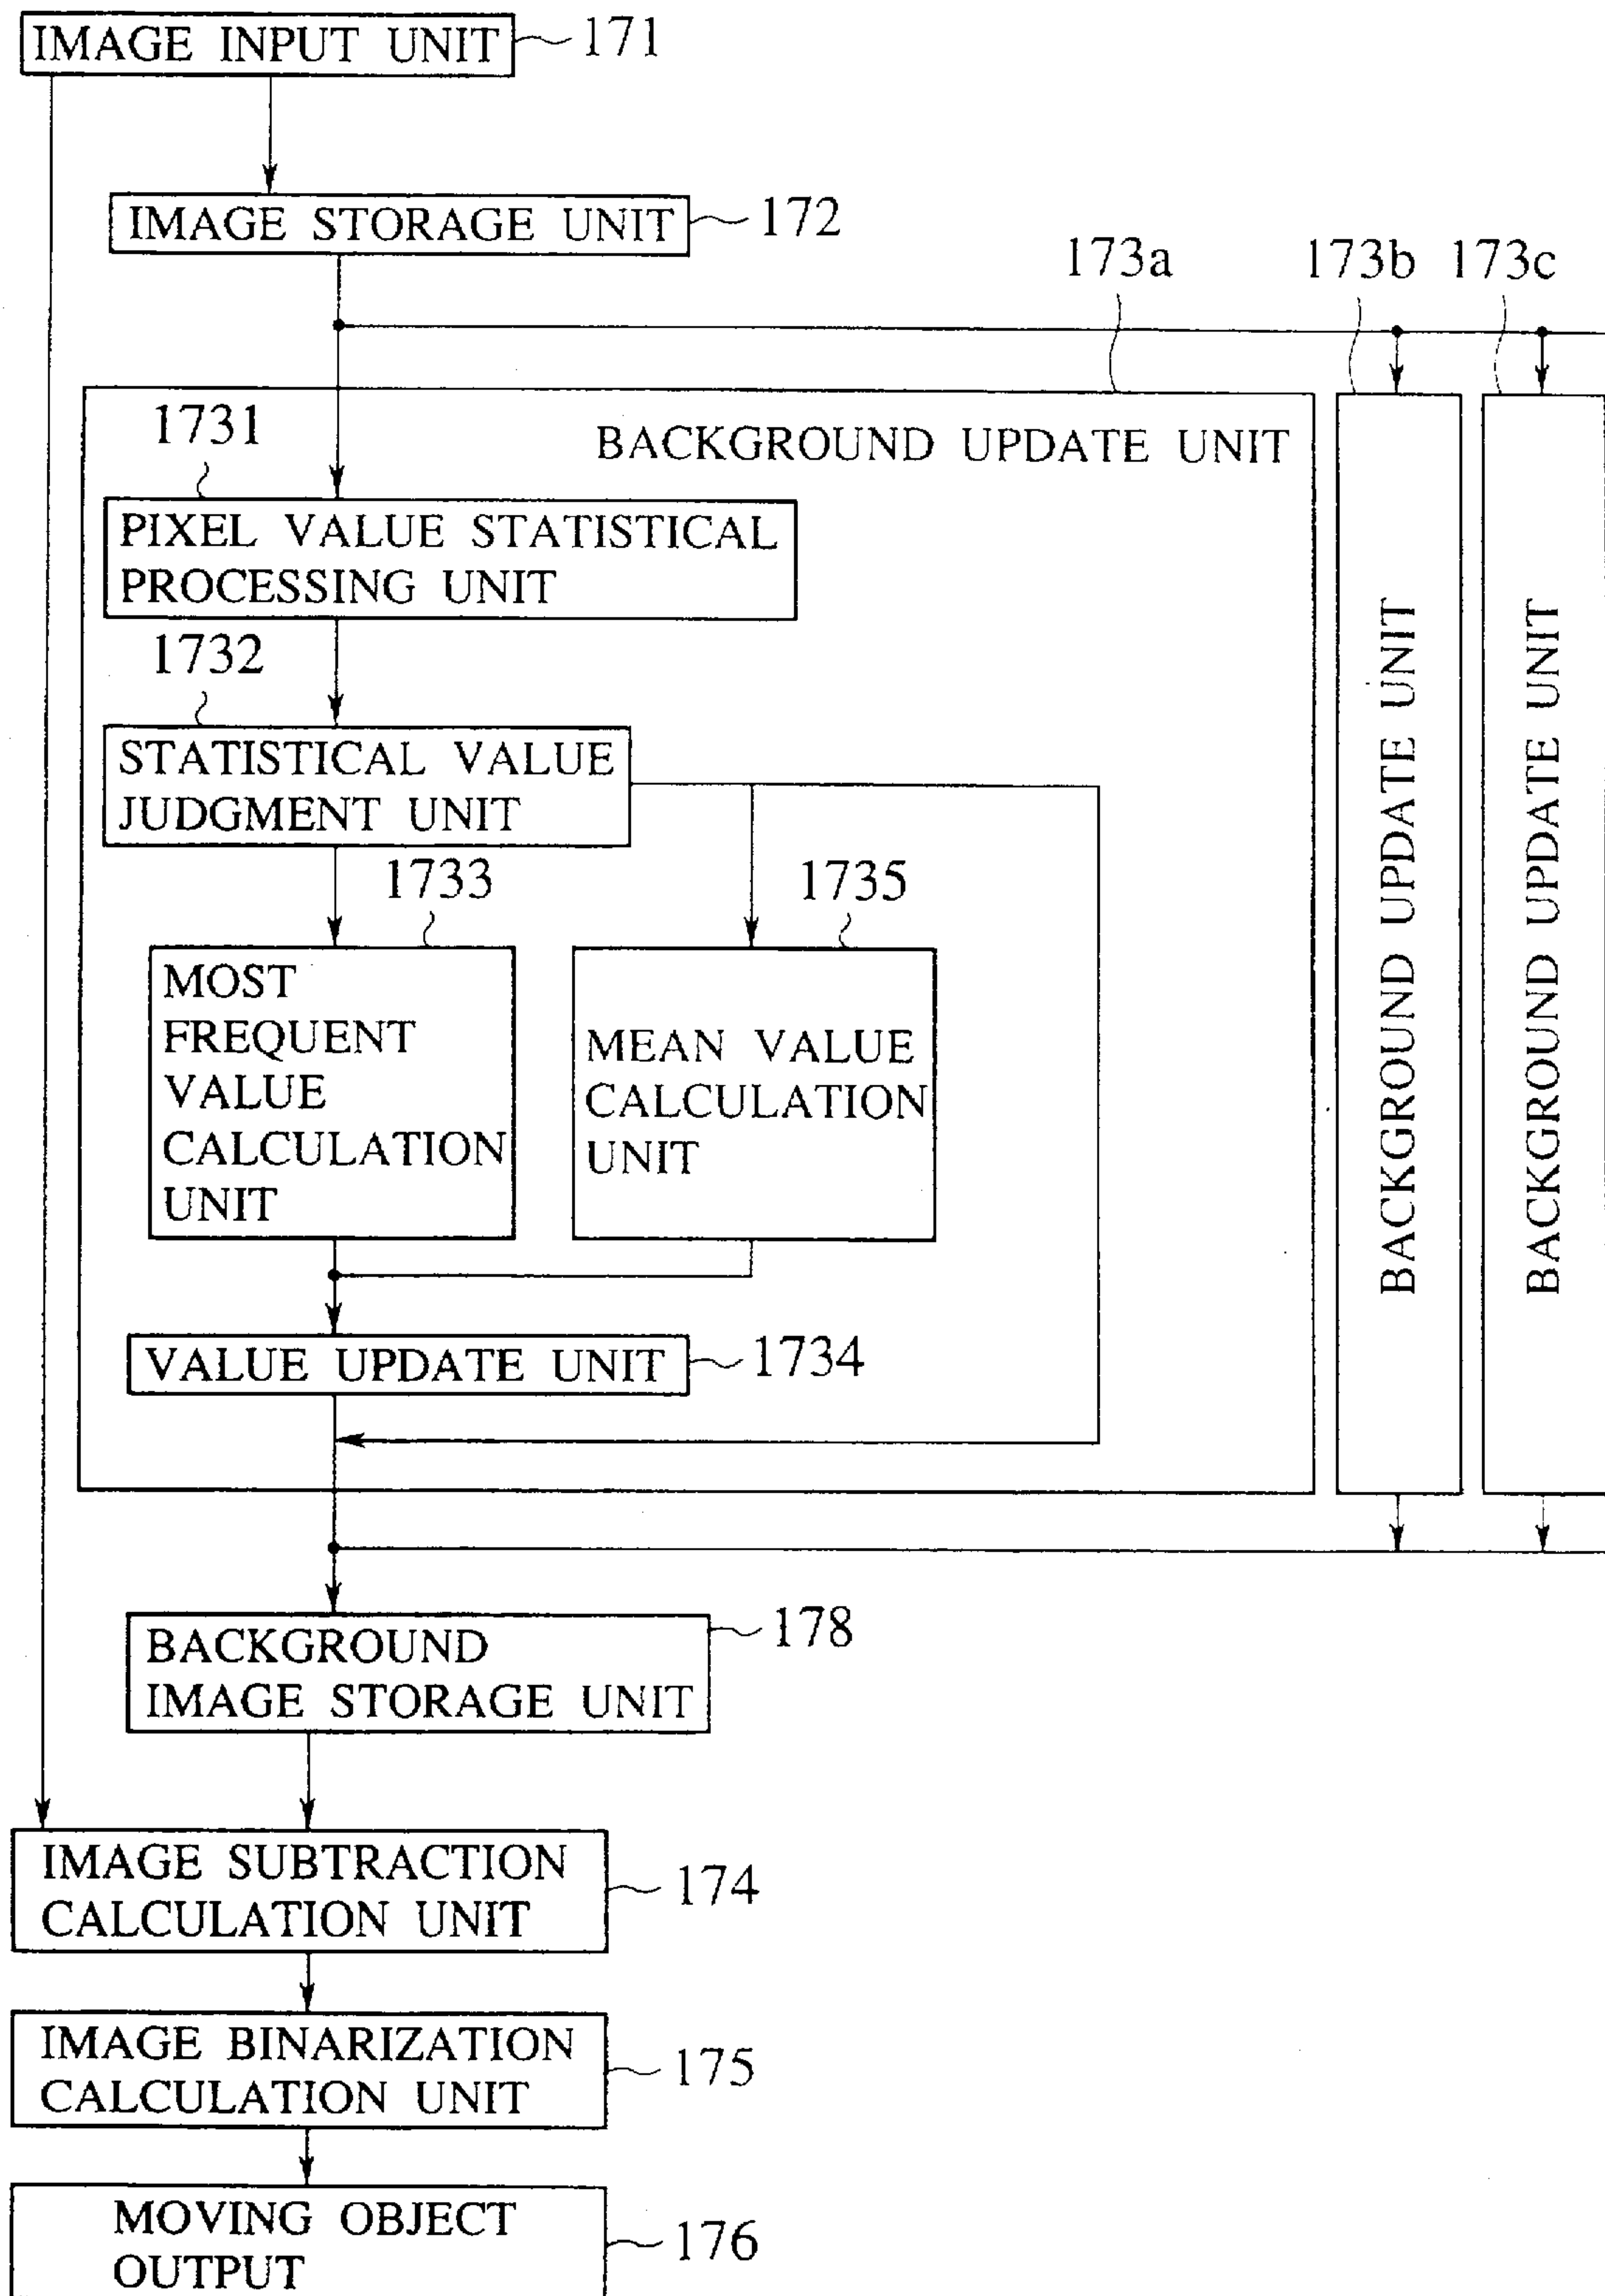 IMAGE INPUT UNIT
171
IMAGE STORAGE UNIT
172
173a
173b
173c
BACKGROUND UPDATE UNIT
1731
PIXEL VALUE STATISTICAL
PROCESSING UNIT
1732
STATISTICAL VALUE
JUDGMENT UNIT
1733
1735
MOST
FREQUENT
VALUE
CALCULATION
UNIT
MEAN VALUE
CALCULATION
UNIT
VALUE UPDATE UNIT
1734
BACKGROUND UPDATE UNIT
BACKGROUND UPDATE UNIT
BACKGROUND
IMAGE STORAGE UNIT
178
IMAGE SUBTRACTION
CALCULATION UNIT
174
IMAGE BINARIZATION
CALCULATION UNIT
175
MOVING OBJECT
OUTPUT
176